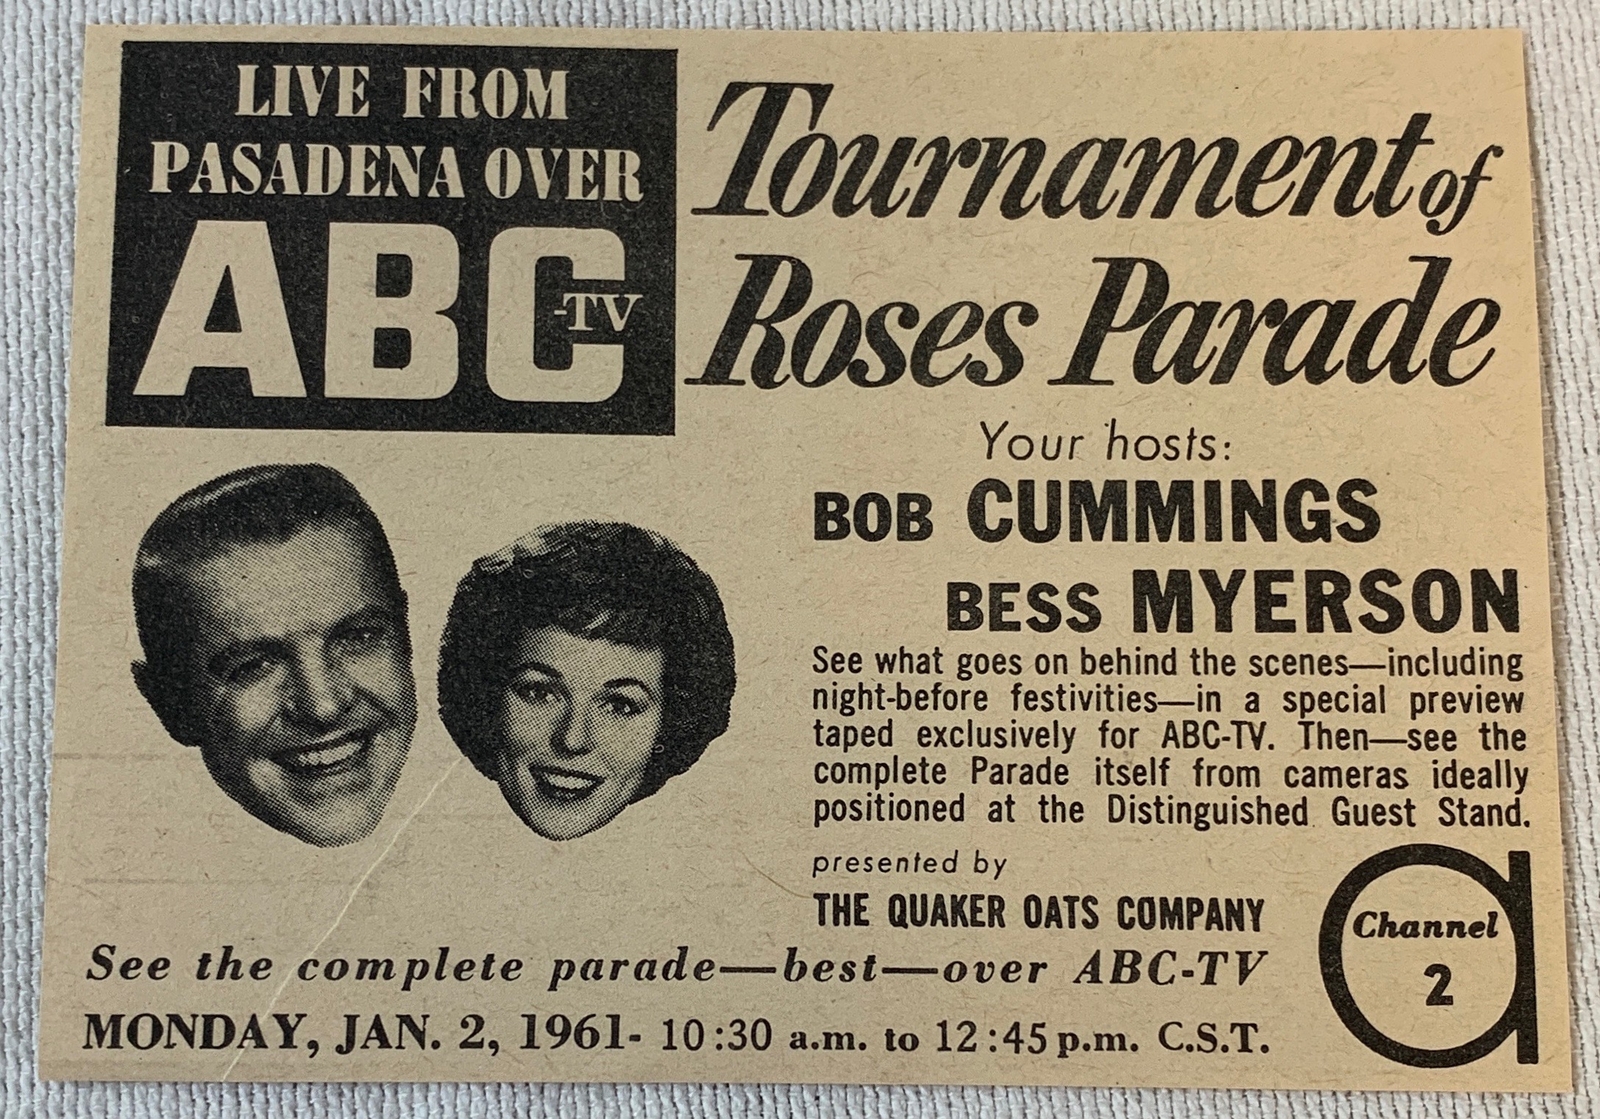 LIVE FROM
PASADENA OVER
ABC-TV
Tournament of
Roses Parade
Your hosts:
BOB CUMMINGS
BESS MYERSON
See what goes on behind the scenes—including
night-before festivities—in a special preview
taped exclusively for ABC-TV. Then—see the
complete Parade itself from cameras ideally
positioned at the Distinguished Guest Stand.
presented by
THE QUAKER OATS COMPANY
See the complete parade—best—over ABC-TV
MONDAY, JAN. 2, 1961- 10:30 a.m. to 12:45 p.m. C.S.T.
a
Channel
2